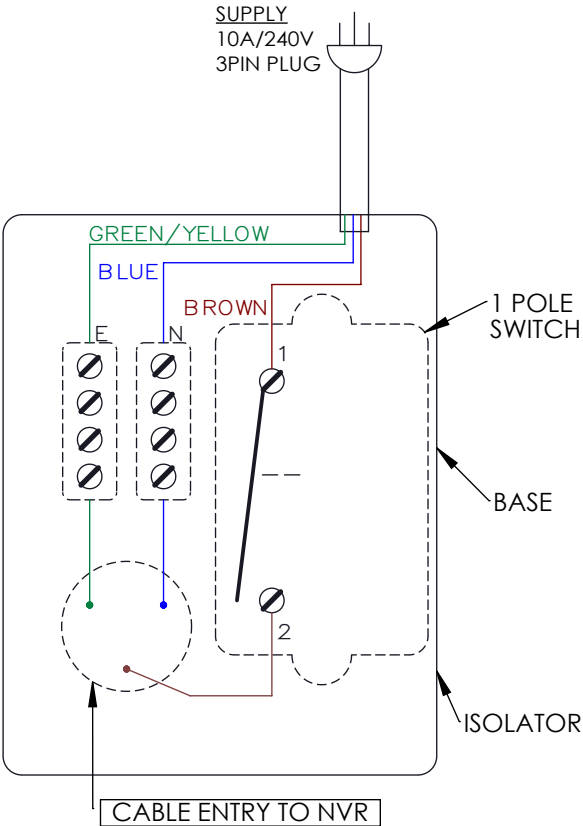 SUPPLY
10A/240V
3PIN PLUG
GREEN/YELLOW
BLUE
BROWN
1 POLE
SWITCH
E
N
1
BASE
2
ISOLATOR
CABLE ENTRY TO NVR